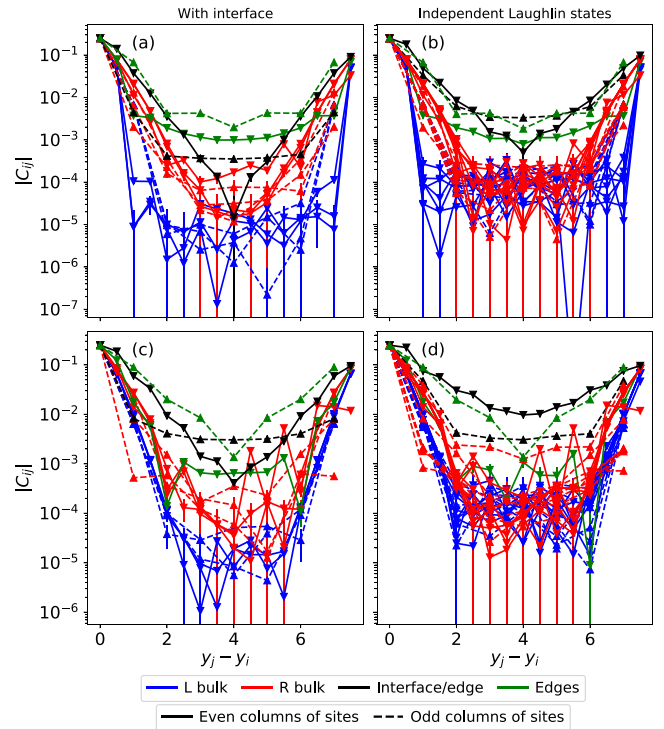 With interface
Independent Laughlin states
(a)
(b)
10⁻¹
10⁻²
10⁻³
10⁻⁴
10⁻⁵
10⁻⁶
10⁻⁷
|C_ij|
(c)
(d)
10⁻¹
10⁻²
10⁻³
10⁻⁴
10⁻⁵
10⁻⁶
|C_ij|
0 2 4 6
0 2 4 6
y_j − y_i
y_j − y_i
L bulk R bulk Interface/edge Edges
Even columns of sites Odd columns of sites